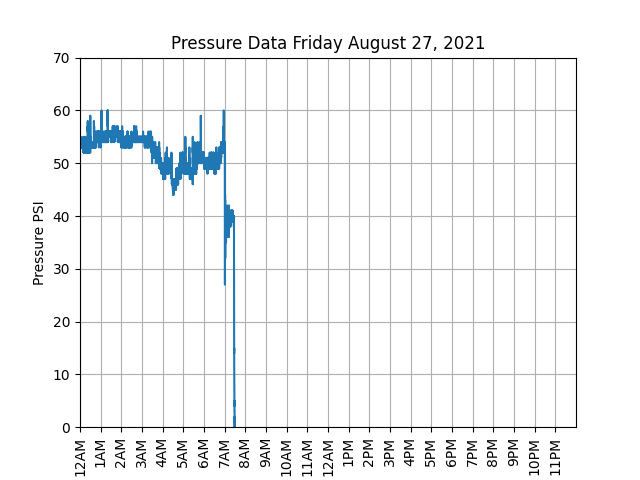 Pressure Data Friday August 27, 2021
70
60
50
40
30
20
10
0
Pressure PSI
12AM
1AM
2AM
3AM
4AM
5AM
6AM
7AM
8AM
9AM
10AM
11AM
12AM
1PM
2PM
3PM
4PM
5PM
6PM
7PM
8PM
9PM
10PM
11PM